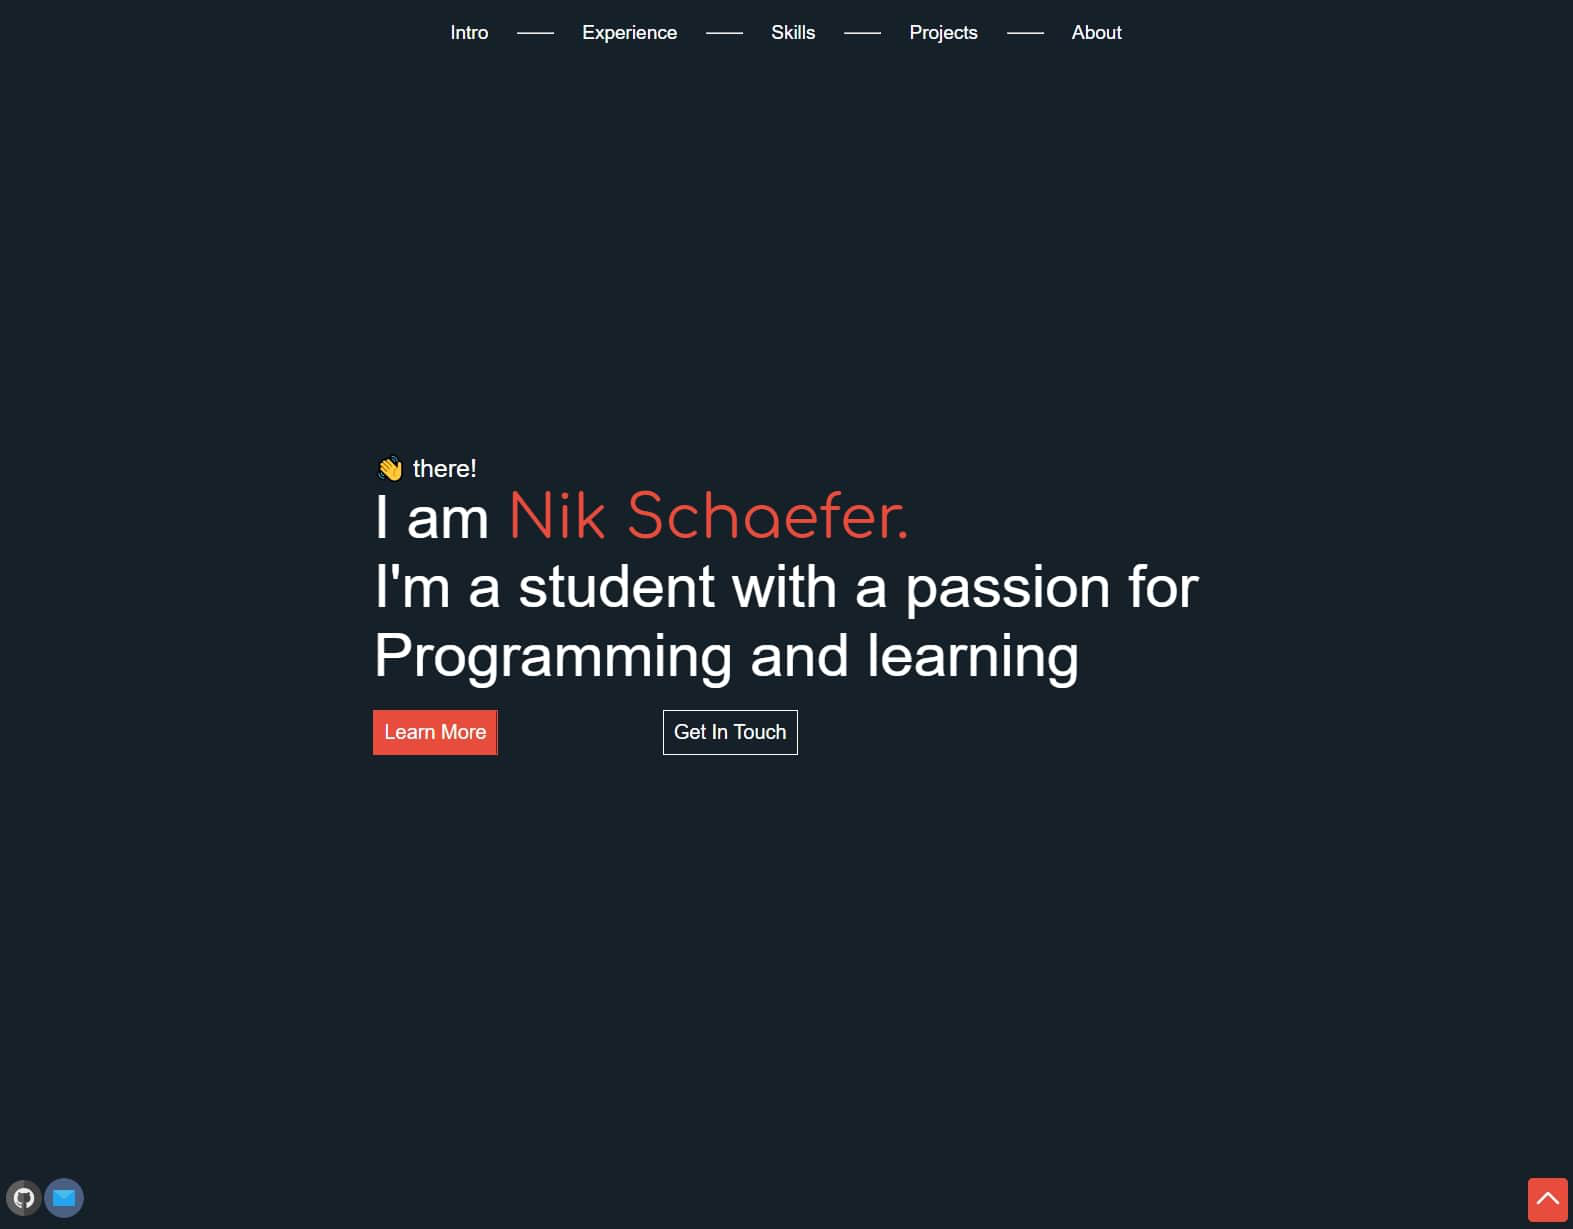 Intro Experience Skills Projects About
👋 there!
I am Nik Schaefer.
I'm a student with a passion for
Programming and learning
Learn More Get In Touch